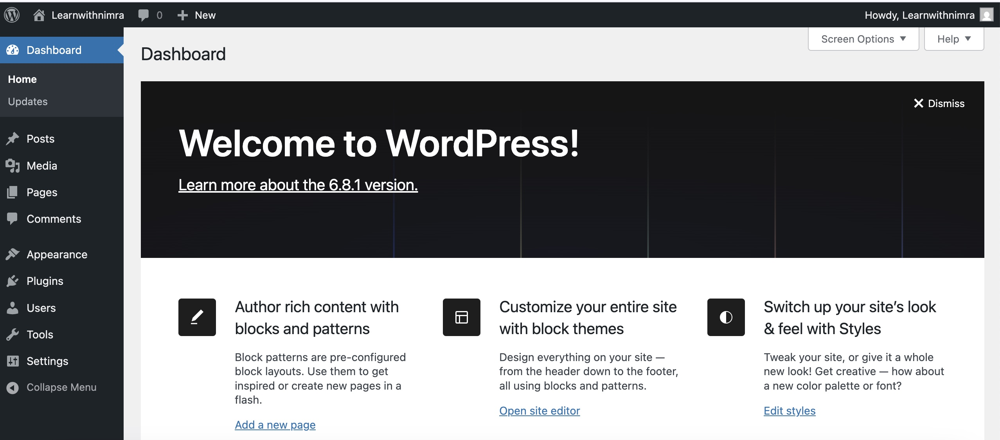 Learnwithnimra
0
New
Howdy, Learnwithnimra
Screen Options
Help
Dashboard
Home
Updates
Posts
Media
Pages
Comments
Appearance
Plugins
Users
Tools
Settings
Collapse Menu
Dashboard
Dismiss
Welcome to WordPress!
Learn more about the 6.8.1 version.
Author rich content with
blocks and patterns
Block patterns are pre-configured
block layouts. Use them to get
inspired or create new pages in a
flash.
Add a new page
Customize your entire site
with block themes
Design everything on your site —
from the header down to the footer,
all using blocks and patterns.
Open site editor
Switch up your site’s look
& feel with Styles
Tweak your site, or give it a whole
new look! Get creative — how about
a new color palette or font?
Edit styles